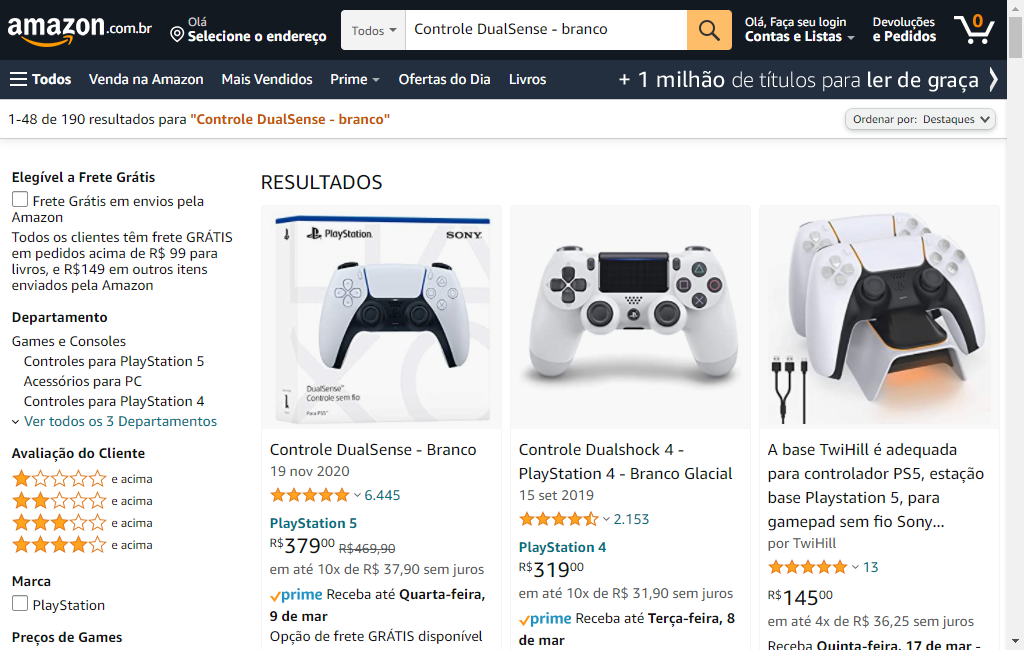 amazon.com.br
Olá
Selecione o endereço
Todos
Controle DualSense - branco
Olá, Faça seu login
Contas e Listas
Devoluções
e Pedidos
0
Todos
Venda na Amazon
Mais Vendidos
Prime
Ofertas do Dia
Livros
+ 1 milhão de títulos para ler de graça
1-48 de 190 resultados para "Controle DualSense - branco"
Ordenar por: Destaques
Elegível a Frete Grátis
Frete Grátis em envios pela
Amazon
Todos os clientes têm frete GRÁTIS
em pedidos acima de R$ 99 para
livros, e R$149 em outros itens
enviados pela Amazon
Departamento
Games e Consoles
Controles para PlayStation 5
Acessórios para PC
Controles para PlayStation 4
Ver todos os 3 Departamentos
Avaliação do Cliente
e acima
e acima
e acima
e acima
Marca
PlayStation
Preços de Games
RESULTADOS
PlayStation.
SONY.
DualSense™
Controle sem fio
Para PS5™
Controle DualSense - Branco
19 nov 2020
6.445
PlayStation 5
R$37900 R$469,90
em até 10x de R$ 37,90 sem juros
prime Receba até Quarta-feira,
9 de mar
Opção de frete GRÁTIS disponível
Controle Dualshock 4 -
PlayStation 4 - Branco Glacial
15 set 2019
2.153
PlayStation 4
R$31900
em até 10x de R$ 31,90 sem juros
prime Receba até Terça-feira, 8
de mar
A base TwiHill é adequada
para controlador PS5, estação
base Playstation 5, para
gamepad sem fio Sony...
por TwiHill
13
R$14500
em até 4x de R$ 36,25 sem juros
Receba Quinta-feira, 17 de mar -